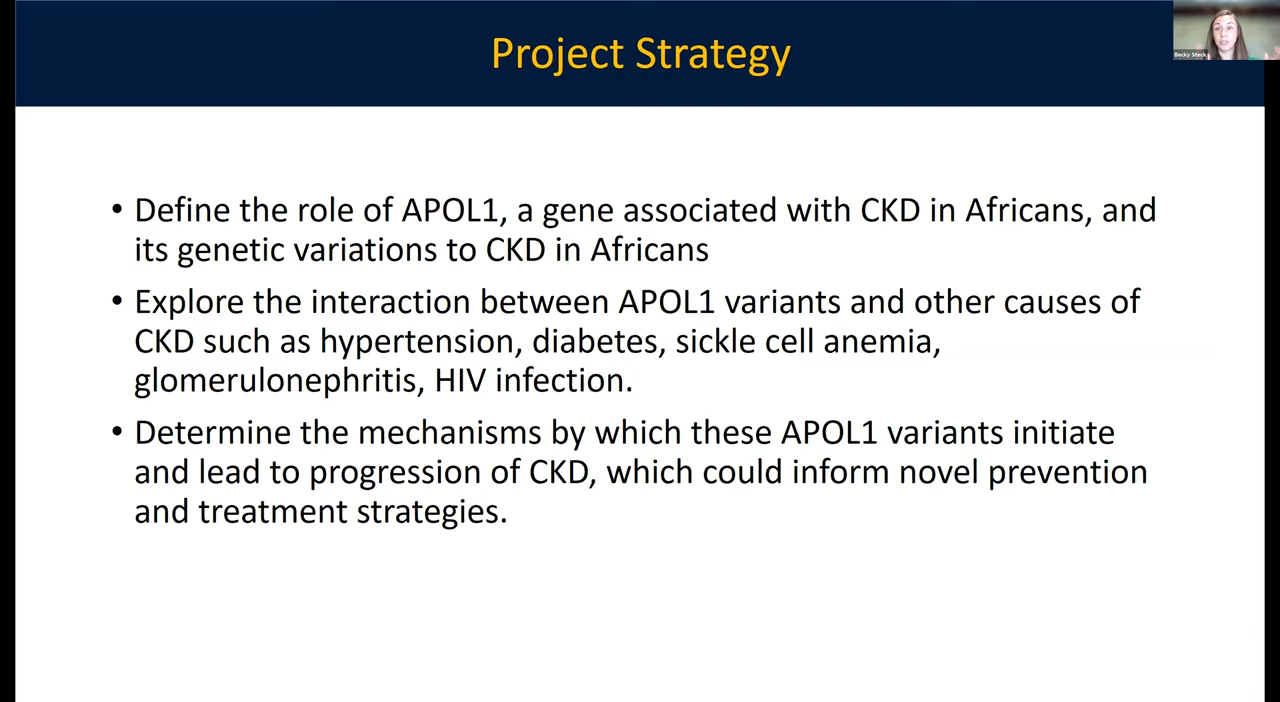 Project Strategy
Becky Steck
• Define the role of APOL1, a gene associated with CKD in Africans, and
its genetic variations to CKD in Africans
• Explore the interaction between APOL1 variants and other causes of
CKD such as hypertension, diabetes, sickle cell anemia,
glomerulonephritis, HIV infection.
• Determine the mechanisms by which these APOL1 variants initiate
and lead to progression of CKD, which could inform novel prevention
and treatment strategies.